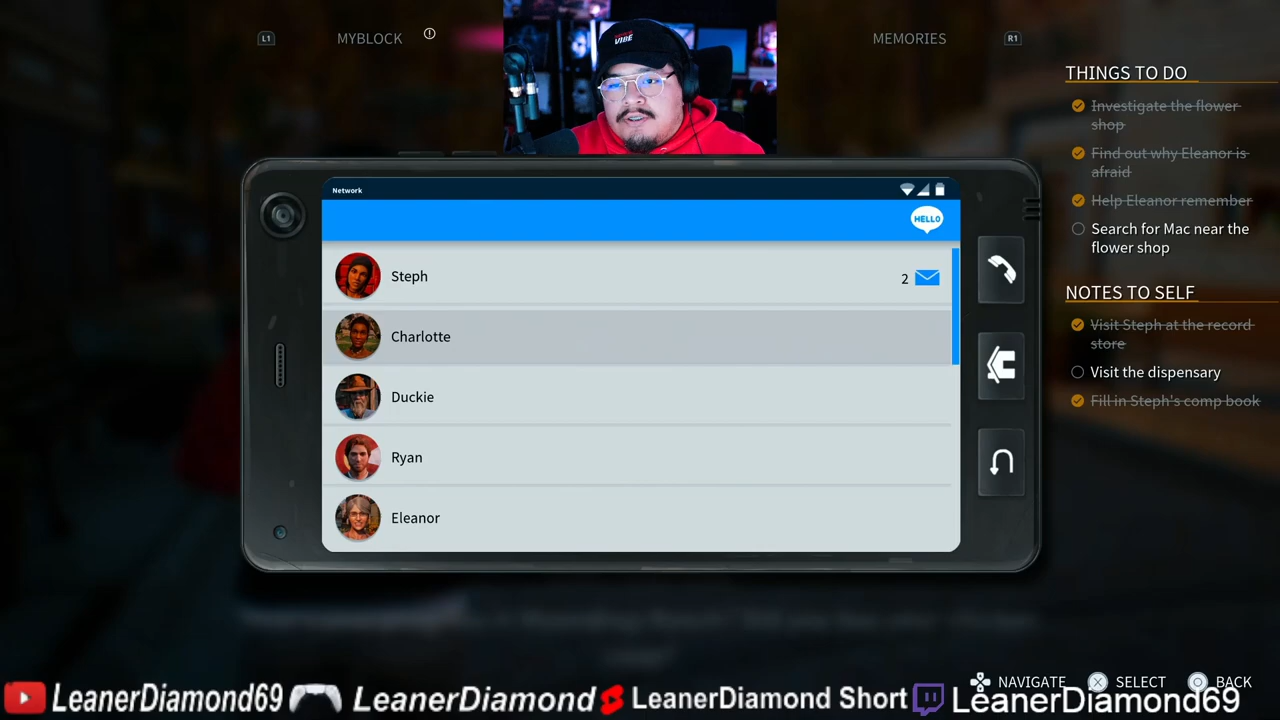 L1
MYBLOCK
MEMORIES
R1
VIBE
THINGS TO DO
Investigate the flower
shop
Find out why Eleanor is
afraid
Help Eleanor remember
Search for Mac near the
flower shop
NOTES TO SELF
Visit Steph at the record
store
Visit the dispensary
Fill in Steph's comp book
Network
HELLO
Steph
2
Charlotte
Duckie
Ryan
Eleanor
NAVIGATE
SELECT
BACK
LeanerDiamond69
LeanerDiamond
LeanerDiamond Short
LeanerDiamond69